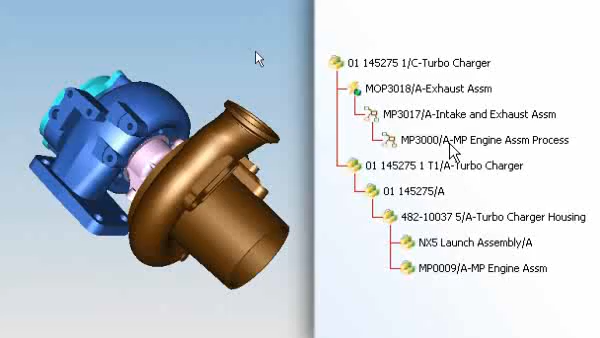 01 145275 1/C-Turbo Charger
MOP3018/A-Exhaust Assm
MP3017/A-Intake and Exhaust Assm
MP3000/A-MP Engine Assm Process
01 145275 1 T1/A-Turbo Charger
01 145275/A
482-10037 5/A-Turbo Charger Housing
NX5 Launch Assembly/A
MP0009/A-MP Engine Assm